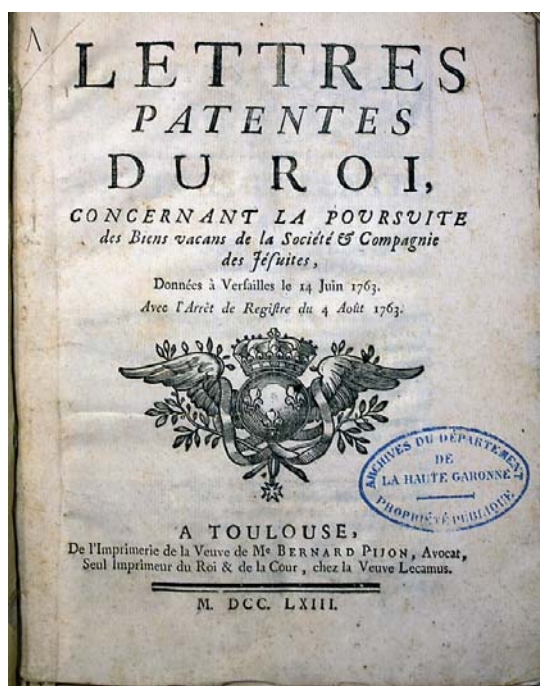 LETTRES
PATENTES
DU ROI,
CONCERNANT LA POVRSVITE
des Biens vacans de la Société & Compagnie
des Jéſuites,
Données à Verſailles le 14 Juin 1763.
Avec l'Arrêt de Regiſtre du 4 Août 1763.
ARCHIVES DU DÉPARTEMENT
DE
LA HAUTE GARONNE
PROPRIÉTÉ PUBLIQUE
A TOULOUSE,
De l'Imprimerie de la Veuve de Me BERNARD PIJON, Avocat,
Seul Imprimeur du Roi & de la Cour, chez la Veuve Lecamus.
M. DCC. LXIII.